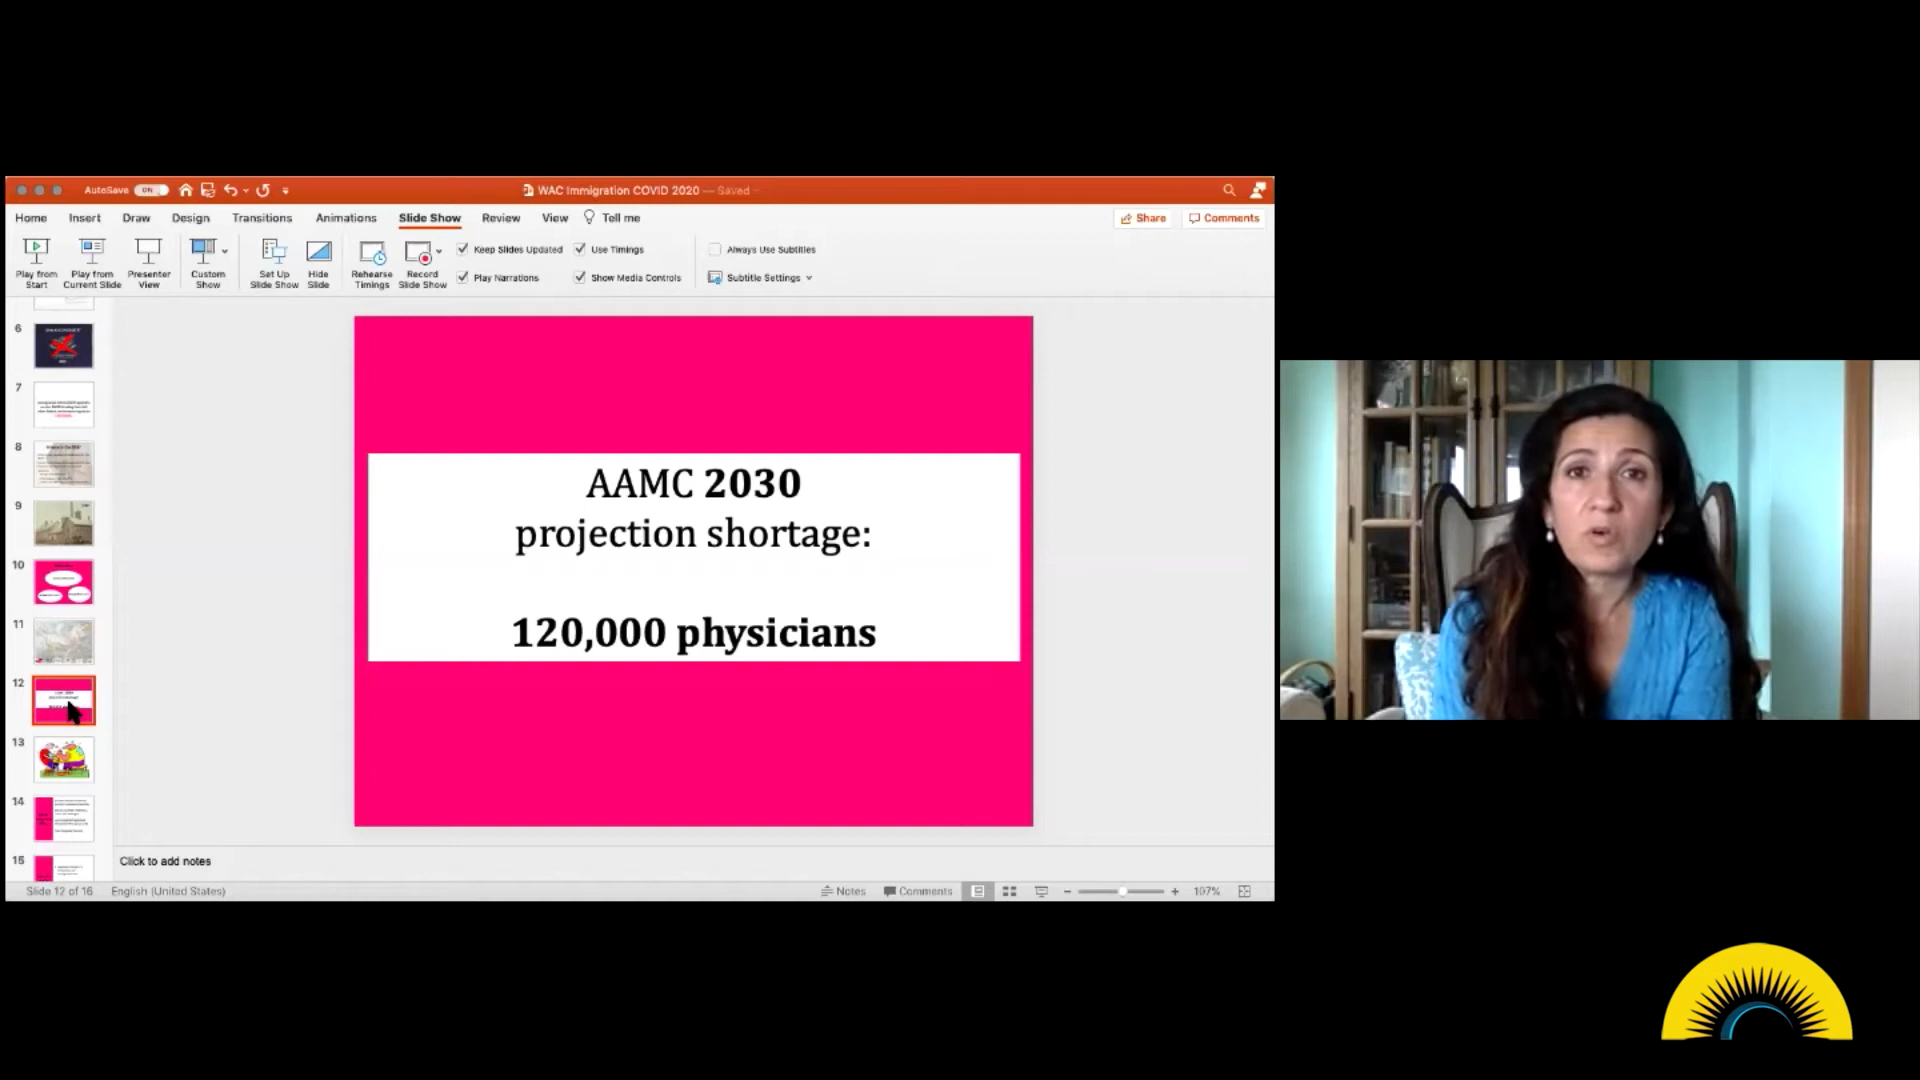 AutoSave ON
WAC Immigration COVID 2020 — Saved
Home Insert Draw Design Transitions Animations Slide Show Review View Tell me
Share Comments
Play from Start
Play from Current Slide
Presenter View
Custom Show
Set Up Slide Show
Hide Slide
Rehearse Timings
Record Slide Show
Keep Slides Updated
Play Narrations
Use Timings
Show Media Controls
Always Use Subtitles
Subtitle Settings
6
7
8
9
10
11
12
13
14
15
AAMC 2030
projection shortage:
120,000 physicians
Click to add notes
Slide 12 of 16 English (United States)
Notes Comments 107%